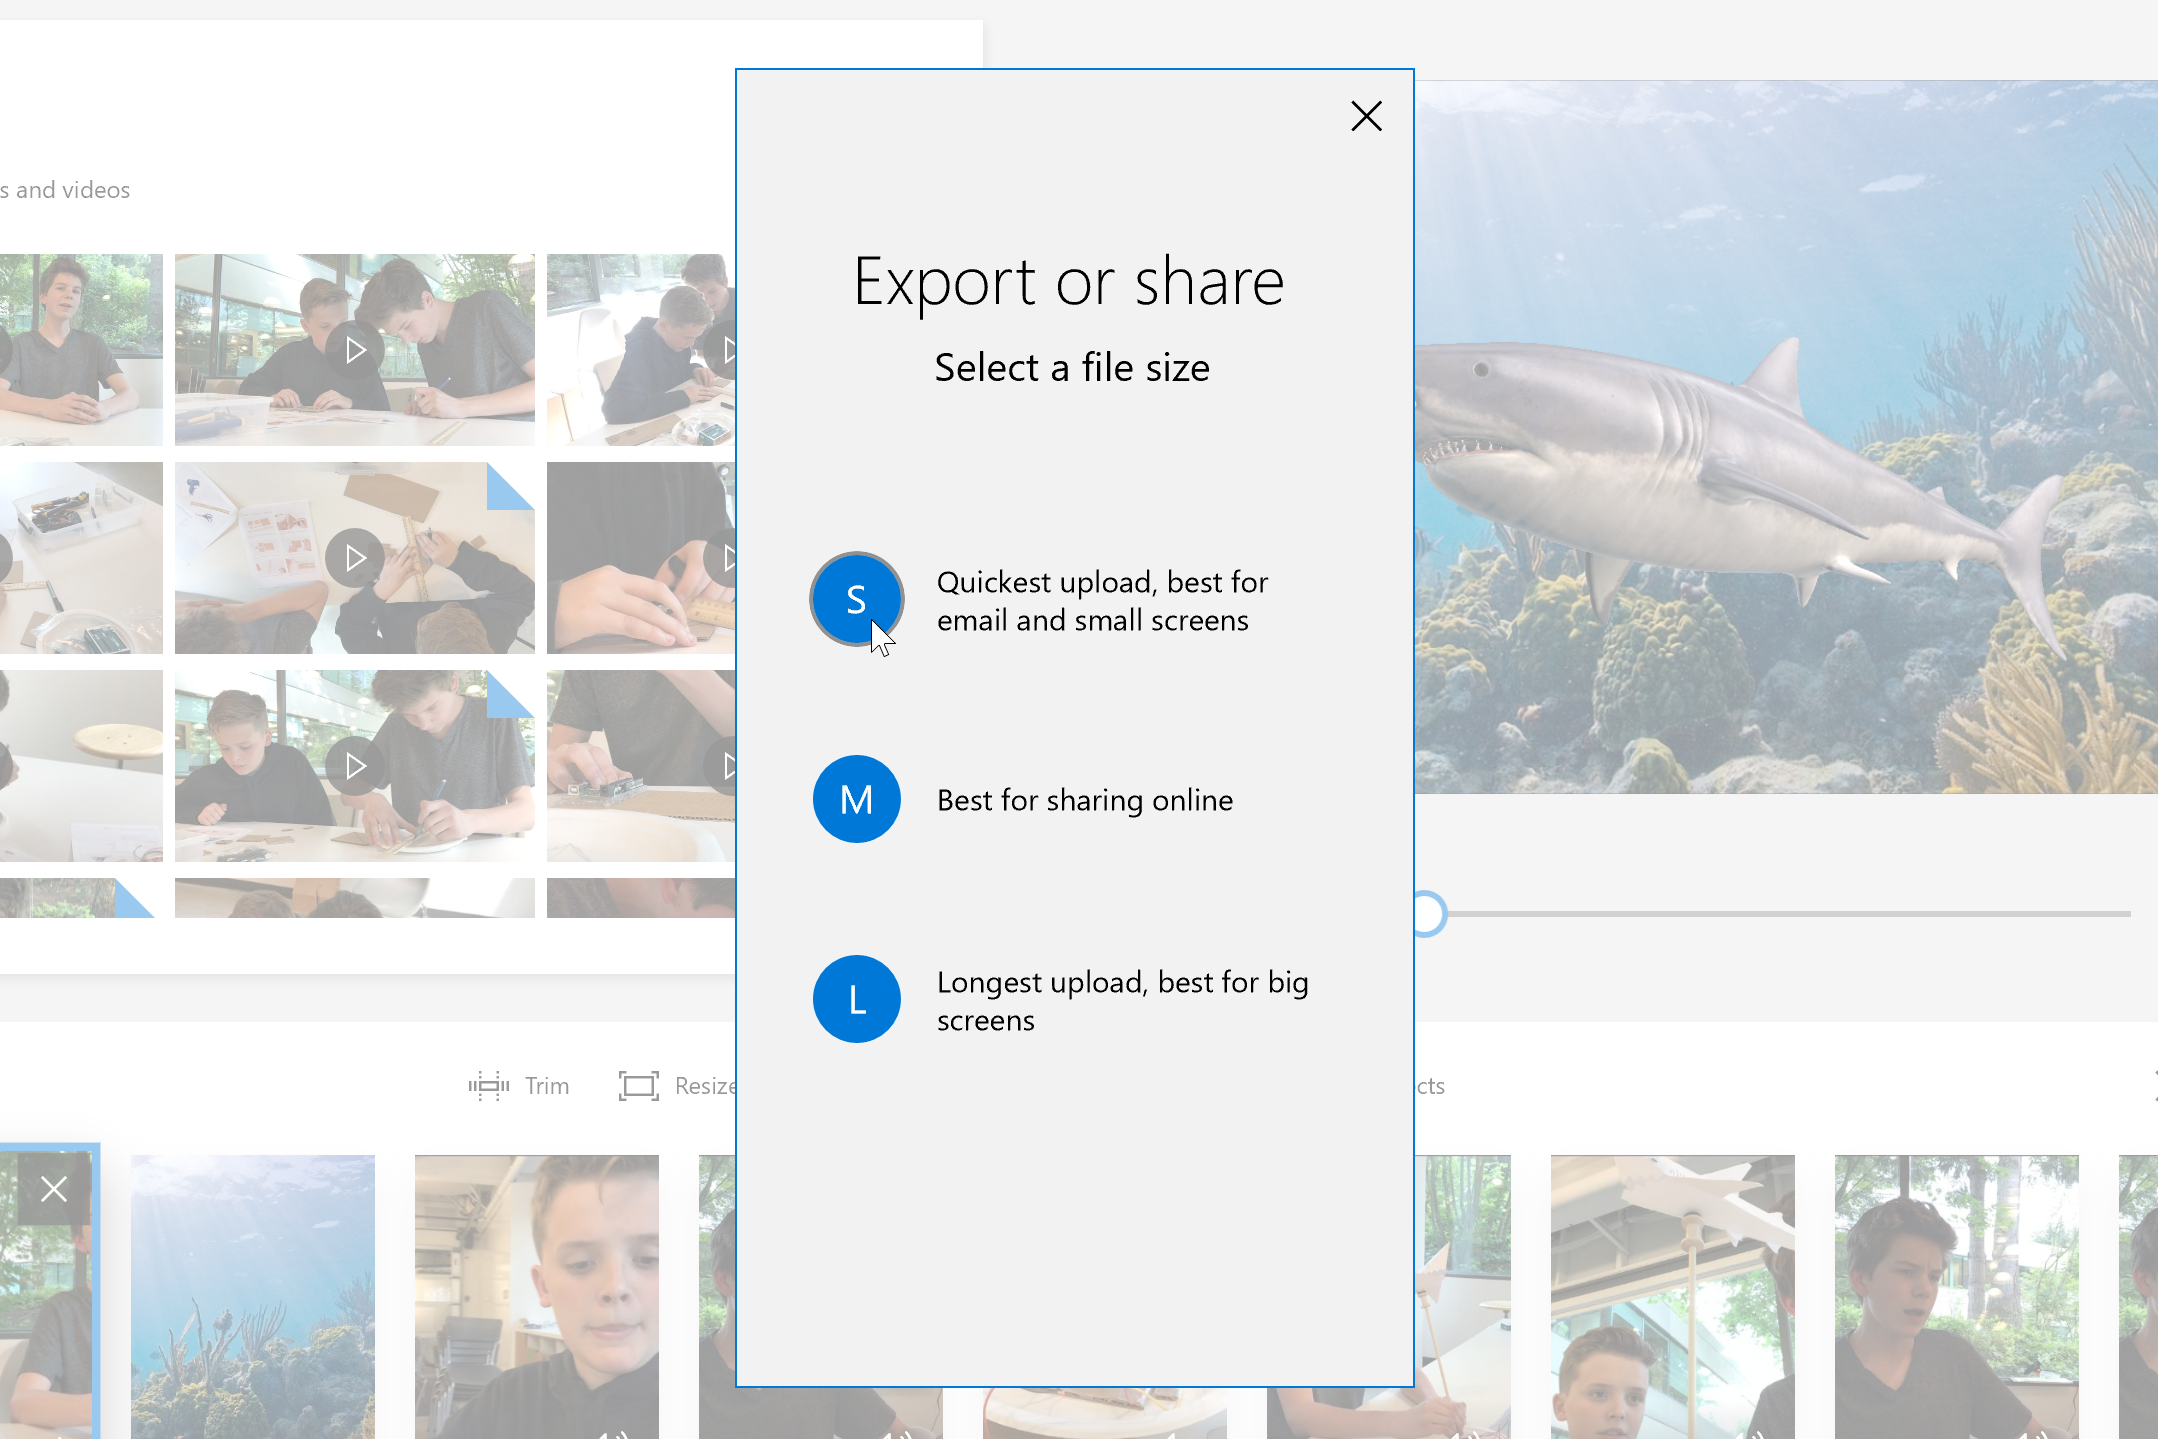 s and videos
Export or share
Select a file size
S
Quickest upload, best for
email and small screens
M
Best for sharing online
L
Longest upload, best for big
screens
Trim
Resize
cts